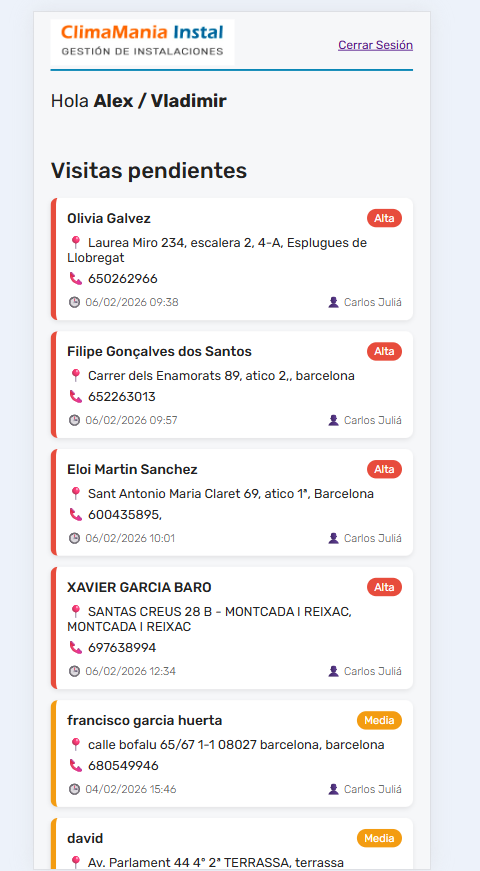 ClimaMania Instal
GESTIÓN DE INSTALACIONES
Cerrar Sesión
Hola Alex / Vladimir
Visitas pendientes
Olivia Galvez
Alta
Laurea Miro 234, escalera 2, 4-A, Esplugues de
Llobregat
650262966
06/02/2026 09:38
Carlos Juliá
Filipe Gonçalves dos Santos
Alta
Carrer dels Enamorats 89, atico 2,, barcelona
652263013
06/02/2026 09:57
Carlos Juliá
Eloi Martin Sanchez
Alta
Sant Antonio Maria Claret 69, atico 1ª, Barcelona
600435895,
06/02/2026 10:01
Carlos Juliá
XAVIER GARCIA BARO
Alta
SANTAS CREUS 28 B - MONTCADA I REIXAC,
MONTCADA I REIXAC
697638994
06/02/2026 12:34
Carlos Juliá
francisco garcia huerta
Media
calle bofalu 65/67 1-1 08027 barcelona, barcelona
680549946
04/02/2026 15:46
Carlos Juliá
david
Media
Av. Parlament 44 4º 2ª TERRASSA, terrassa